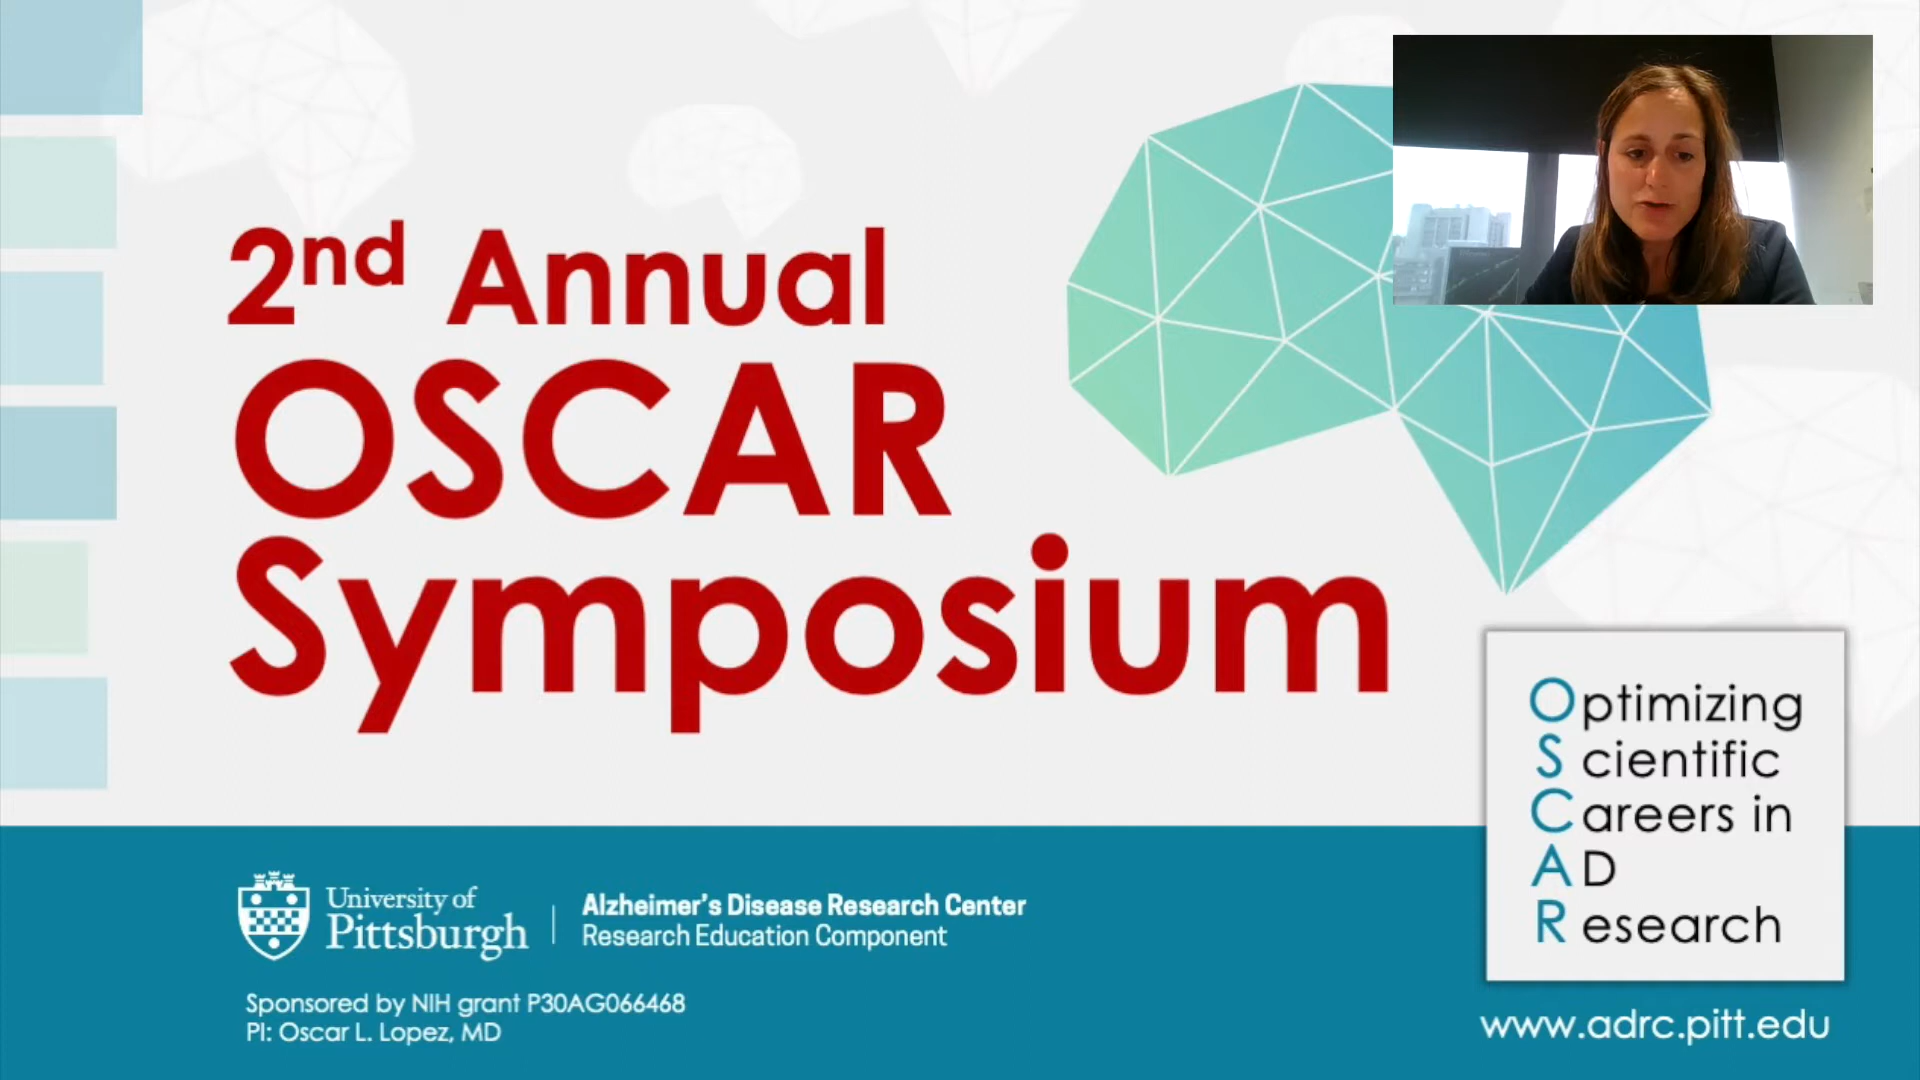 2nd Annual
OSCAR
Symposium
Optimizing
Scientific
Careers in
AD
Research
University of
Pittsburgh
Alzheimer's Disease Research Center
Research Education Component
Sponsored by NIH grant P30AG066468
PI: Oscar L. Lopez, MD
www.adrc.pitt.edu